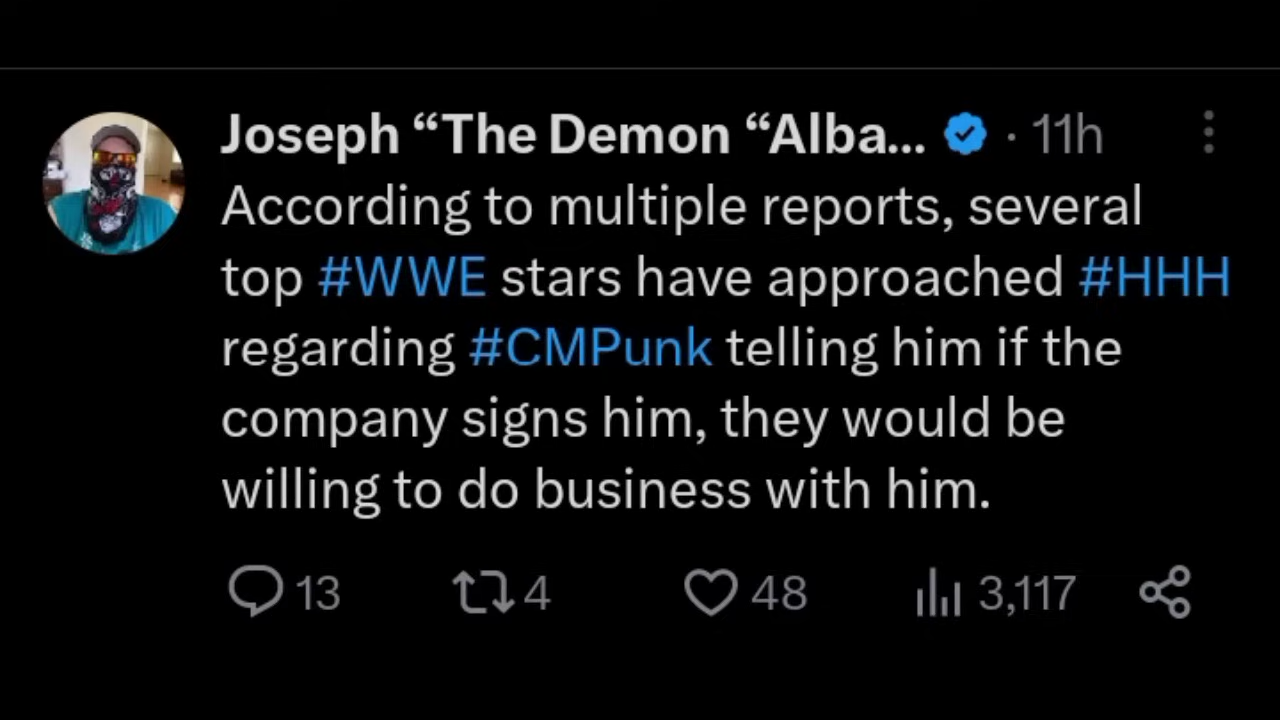 Joseph “The Demon “Alba... · 11h
According to multiple reports, several
top #WWE stars have approached #HHH
regarding #CMPunk telling him if the
company signs him, they would be
willing to do business with him.
13 4 48 3,117